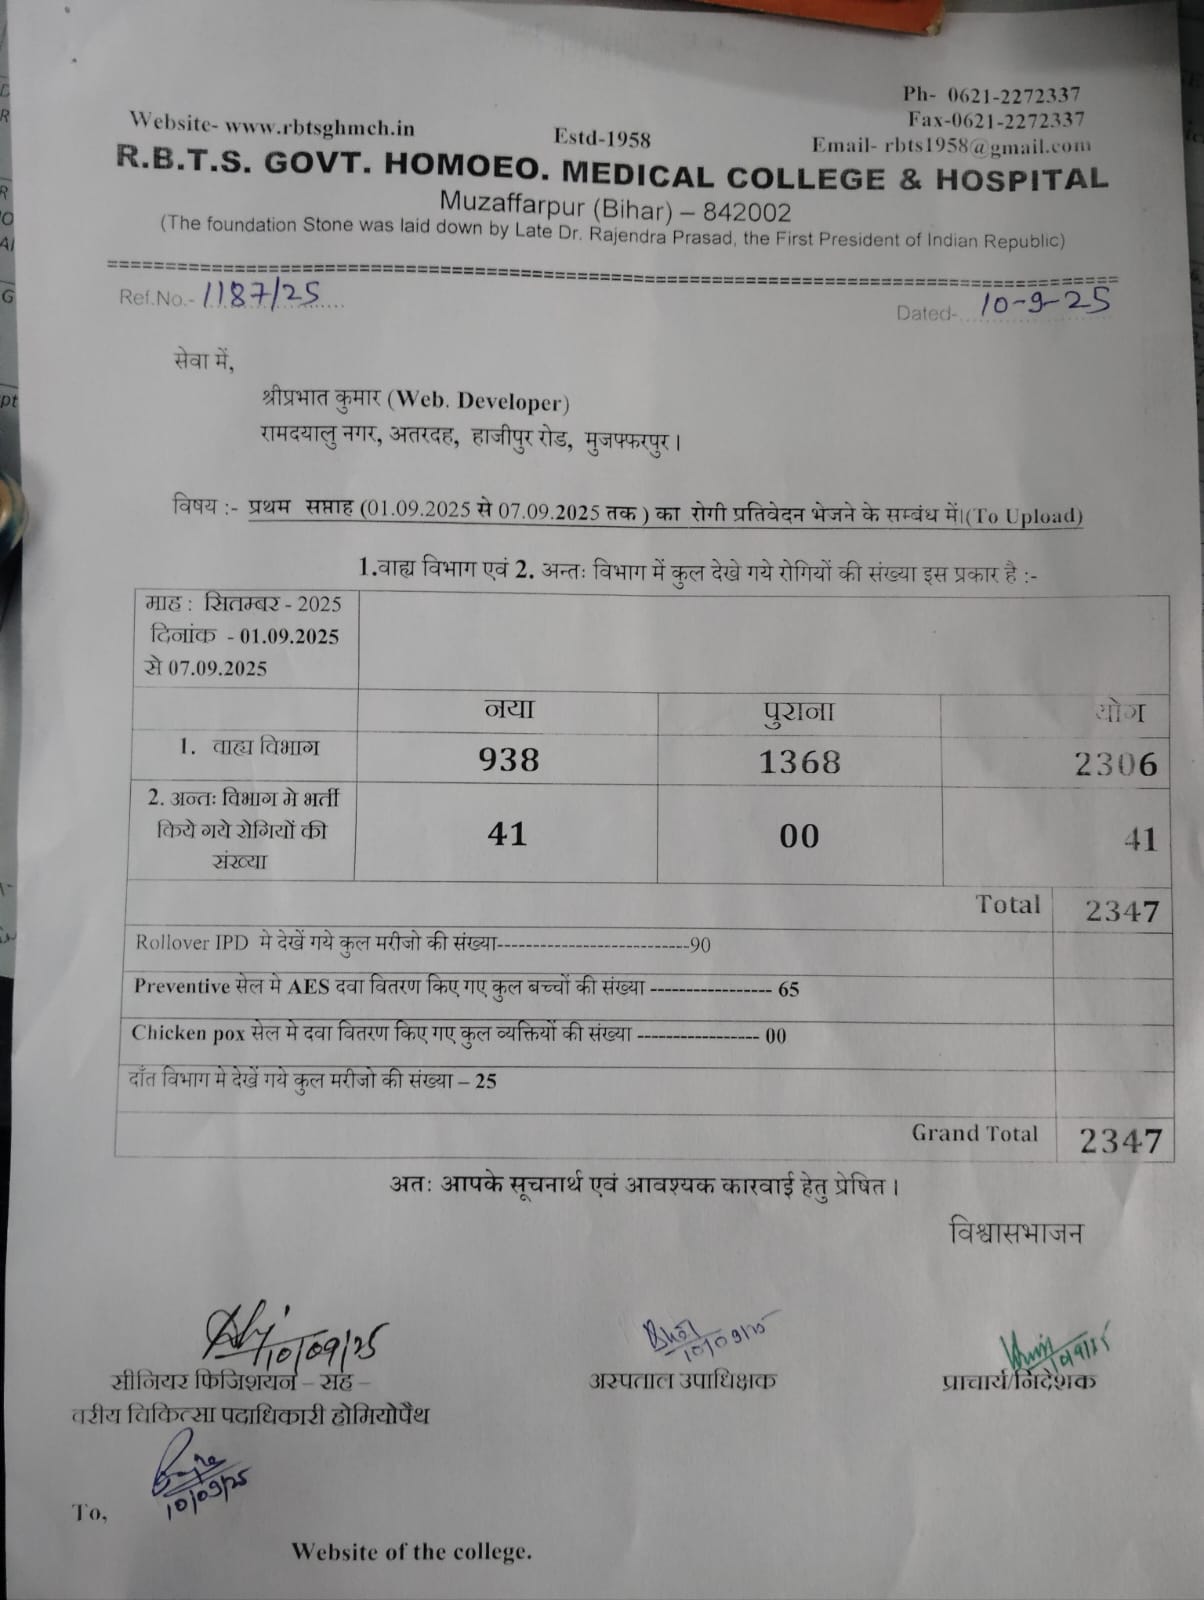 Ph- 0621-2272337
Website- www.rbtsghmch.in
Estd-1958
Fax-0621-2272337
Email- rbts1958@gmail.com
R.B.T.S. GOVT. HOMOEO. MEDICAL COLLEGE & HOSPITAL
Muzaffarpur (Bihar) – 842002
(The foundation Stone was laid down by Late Dr. Rajendra Prasad, the First President of Indian Republic)
Ref.No.- 1187/25
Dated- 10-9-25
सेवा में,
श्रीप्रभात कुमार (Web. Developer)
रामदयालु नगर, अतरदह, हाजीपुर रोड, मुजफ्फरपुर।
विषय :- प्रथम सप्ताह (01.09.2025 से 07.09.2025 तक ) का रोगी प्रतिवेदन भेजने के सम्बंध में।(To Upload)
1.वाह्य विभाग एवं 2. अन्तः विभाग में कुल देखे गये रोगियों की संख्या इस प्रकार है :-
माह : सितम्बर - 2025
दिनांक - 01.09.2025
से 07.09.2025
नया पुराना योग
1. वाह्य विभाग 938 1368 2306
2. अन्तः विभाग मे भर्ती
किये गये रोगियों की
संख्या
41 00 41
Total 2347
Rollover IPD मे देखें गये कुल मरीजो की संख्या---------------------------90
Preventive सेल मे AES दवा वितरण किए गए कुल बच्चों की संख्या ----------------- 65
Chicken pox सेल मे दवा वितरण किए गए कुल व्यक्तियों की संख्या ----------------- 00
दाँत विभाग मे देखें गये कुल मरीजो की संख्या – 25
Grand Total 2347
अतः आपके सूचनार्थ एवं आवश्यक कारवाई हेतु प्रेषित।
विश्वासभाजन
10/09/25
10/09/25
10/9/25
सीनियर फिजिशयन – सह –
वरीय चिकित्सा पदाधिकारी होमियोपैथ
अस्पताल उपाधिक्षक
प्राचार्य/निदेशक
10/09/25
To,
Website of the college.